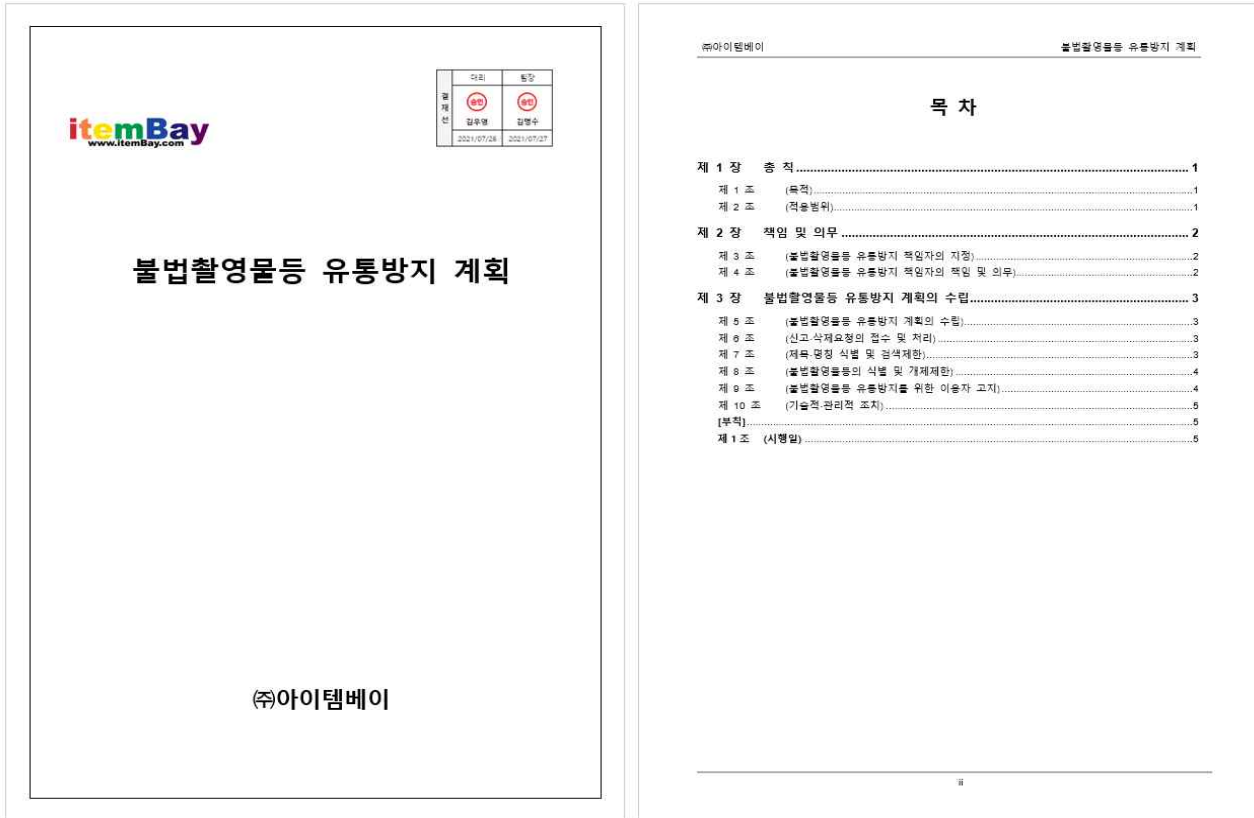 대리 팀장
결재선
승인 승인
김우영 김명수
2021/07/26 2021/07/27
itemBay
www.itemBay.com
불법촬영물등 유통방지 계획
㈜아이템베이
㈜아이템베이 불법촬영물등 유통방지 계획
목 차
제 1 장 총 칙 1
제 1 조 (목적) 1
제 2 조 (적용범위) 1
제 2 장 책임 및 의무 2
제 3 조 (불법촬영물등 유통방지 책임자의 지정) 2
제 4 조 (불법촬영물등 유통방지 책임자의 책임 및 의무) 2
제 3 장 불법촬영물등 유통방지 계획의 수립 3
제 5 조 (불법촬영물등 유통방지 계획의 수립) 3
제 6 조 (신고·삭제요청의 접수 및 처리) 3
제 7 조 (제목·명칭 식별 및 검색제한) 3
제 8 조 (불법촬영물등의 식별 및 게재제한) 4
제 9 조 (불법촬영물등 유통방지를 위한 이용자 고지) 4
제 10 조 (기술적·관리적 조치) 5
[부칙] 5
제 1 조 (시행일) 5
ii